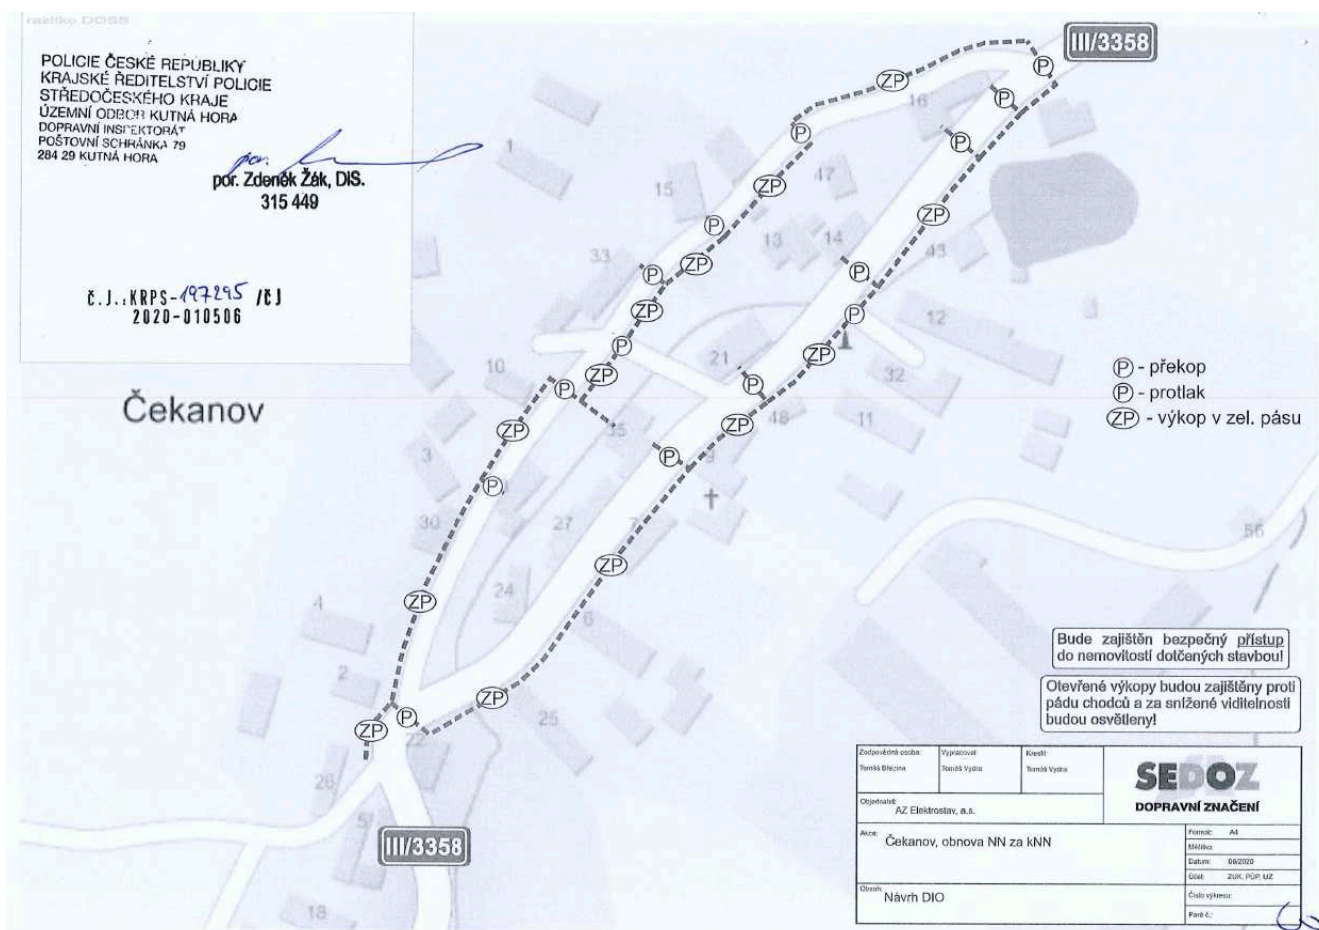 razítko DOSS
POLICIE ČESKÉ REPUBLIKY
KRAJSKÉ ŘEDITELSTVÍ POLICIE
STŘEDOČESKÉHO KRAJE
ÚZEMNÍ ODBOR KUTNÁ HORA
DOPRAVNÍ INSPEKTORÁT
POŠTOVNÍ SCHRÁNKA 79
284 29 KUTNÁ HORA
por.
por. Zdeněk Žák, DIS.
315 449
Č.J.:KRPS-197295 /ČJ
2020-010506
Čekanov
III/3358
P
ZP
16
P
P
P
1
ZP
47
15
P
ZP
13
14
43
33
P
ZP
P
ZP
P
12
P
21
ZP
10
ZP
P
P
32
ZP
35
ZP
48
11
3
P
9
P
30
27
7
56
ZP
24
ZP
4
6
2
ZP
25
P
ZP
22
26
57
III/3358
18
P - překop
P - protlak
ZP - výkop v zel. pásu
Bude zajištěn bezpečný přístup
do nemovitostí dotčených stavbou!
Otevřené výkopy budou zajištěny proti
pádu chodců a za snížené viditelnosti
budou osvětleny!
Zodpovědná osoba: Vypracoval: Kreslil:
Tomáš Březina Tomáš Vydra Tomáš Vydra
SEDOZ
DOPRAVNÍ ZNAČENÍ
Objednatel:
AZ Elektrostav, a.s.
Akce:
Čekanov, obnova NN za kNN
Formát: A4
Měřítko:
Datum: 08/2020
Účel: ZUK, PÚP, UZ
Obsah:
Návrh DIO
Číslo výkresu:
Paré č.: